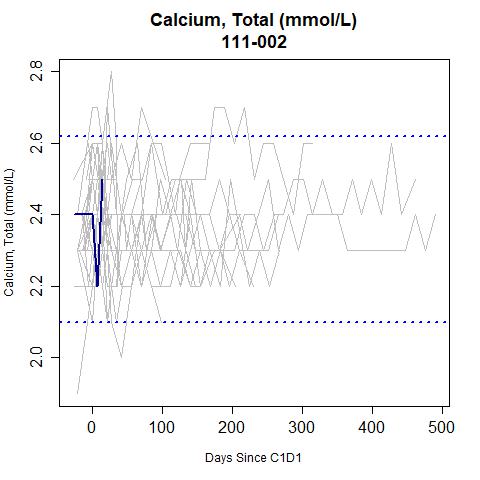 Calcium, Total (mmol/L)
111-002
Calcium, Total (mmol/L)
2.8
2.6
2.4
2.2
2.0
0 100 200 300 400 500
Days Since C1D1